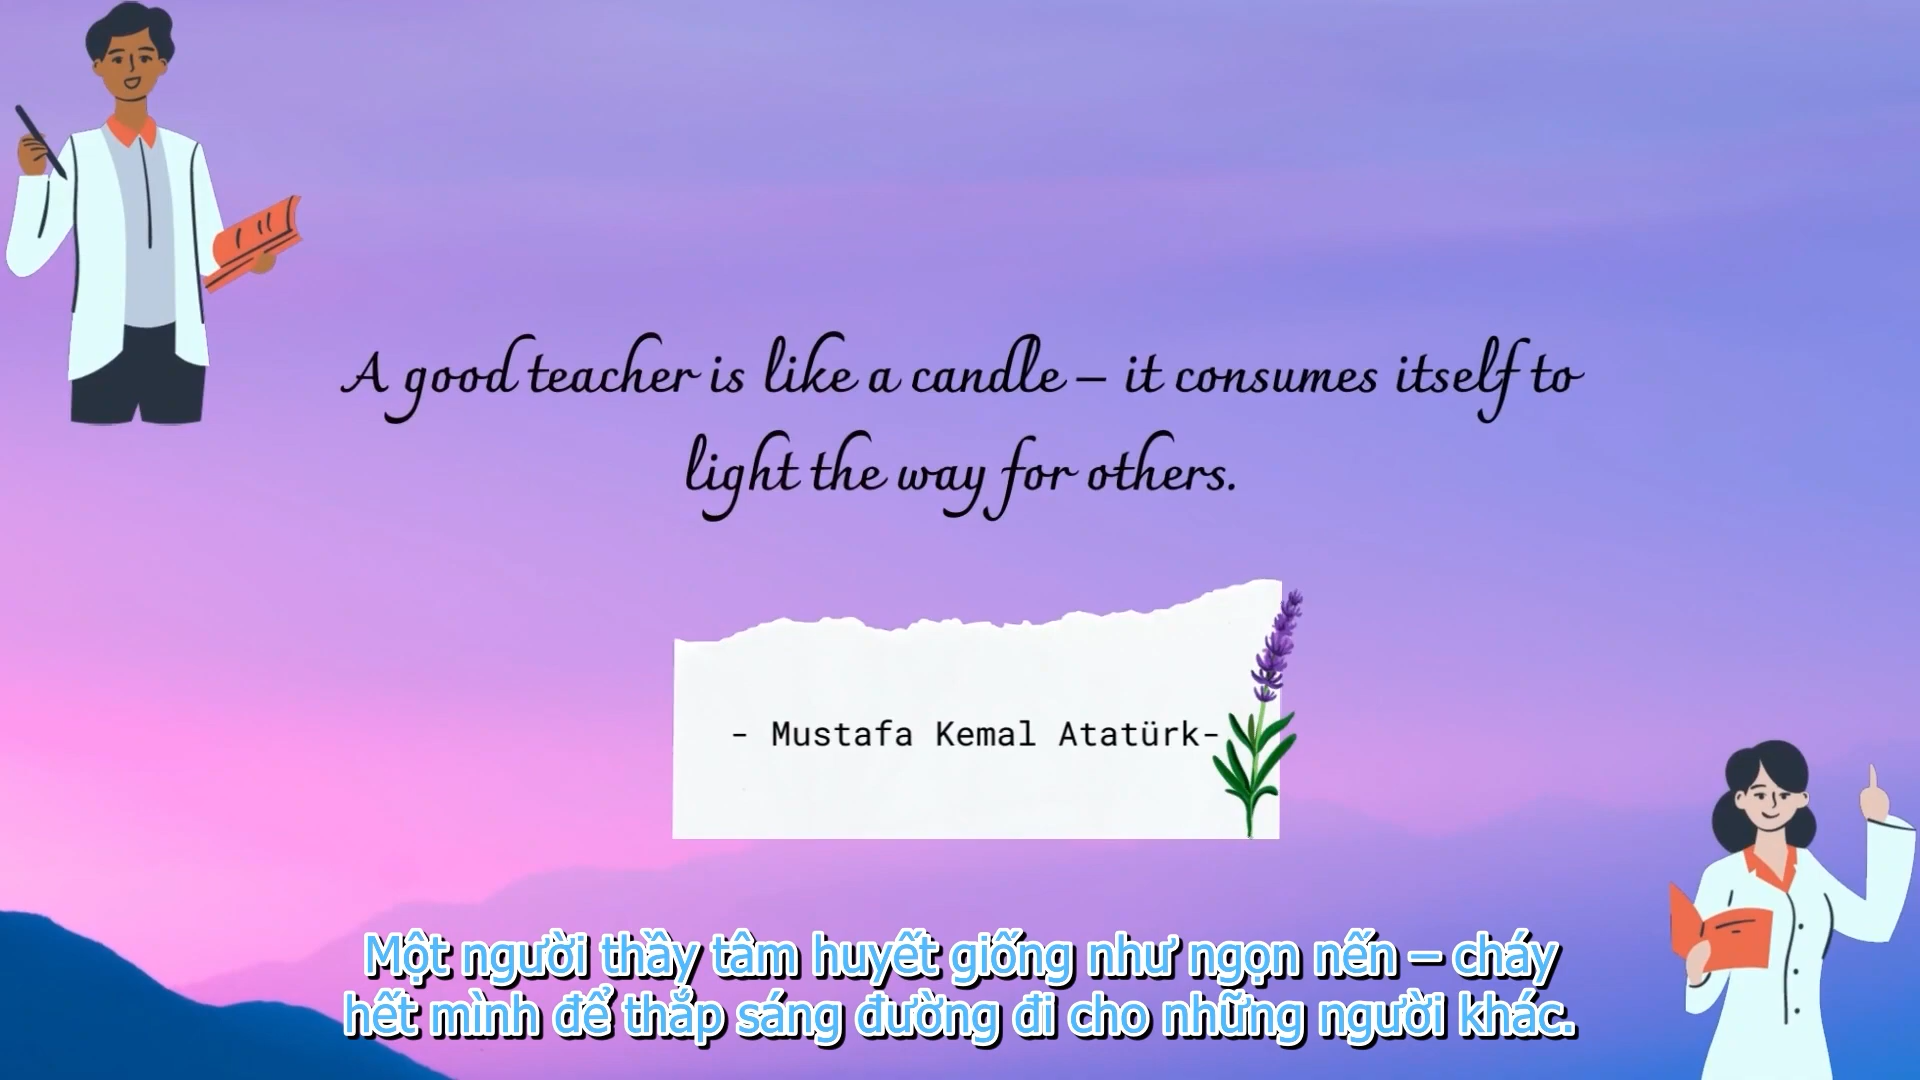 A good teacher is like a candle – it consumes itself to
light the way for others.
- Mustafa Kemal Atatürk-
Một người thầy tâm huyết giống như ngọn nến – cháy
hết mình để thắp sáng đường đi cho những người khác.